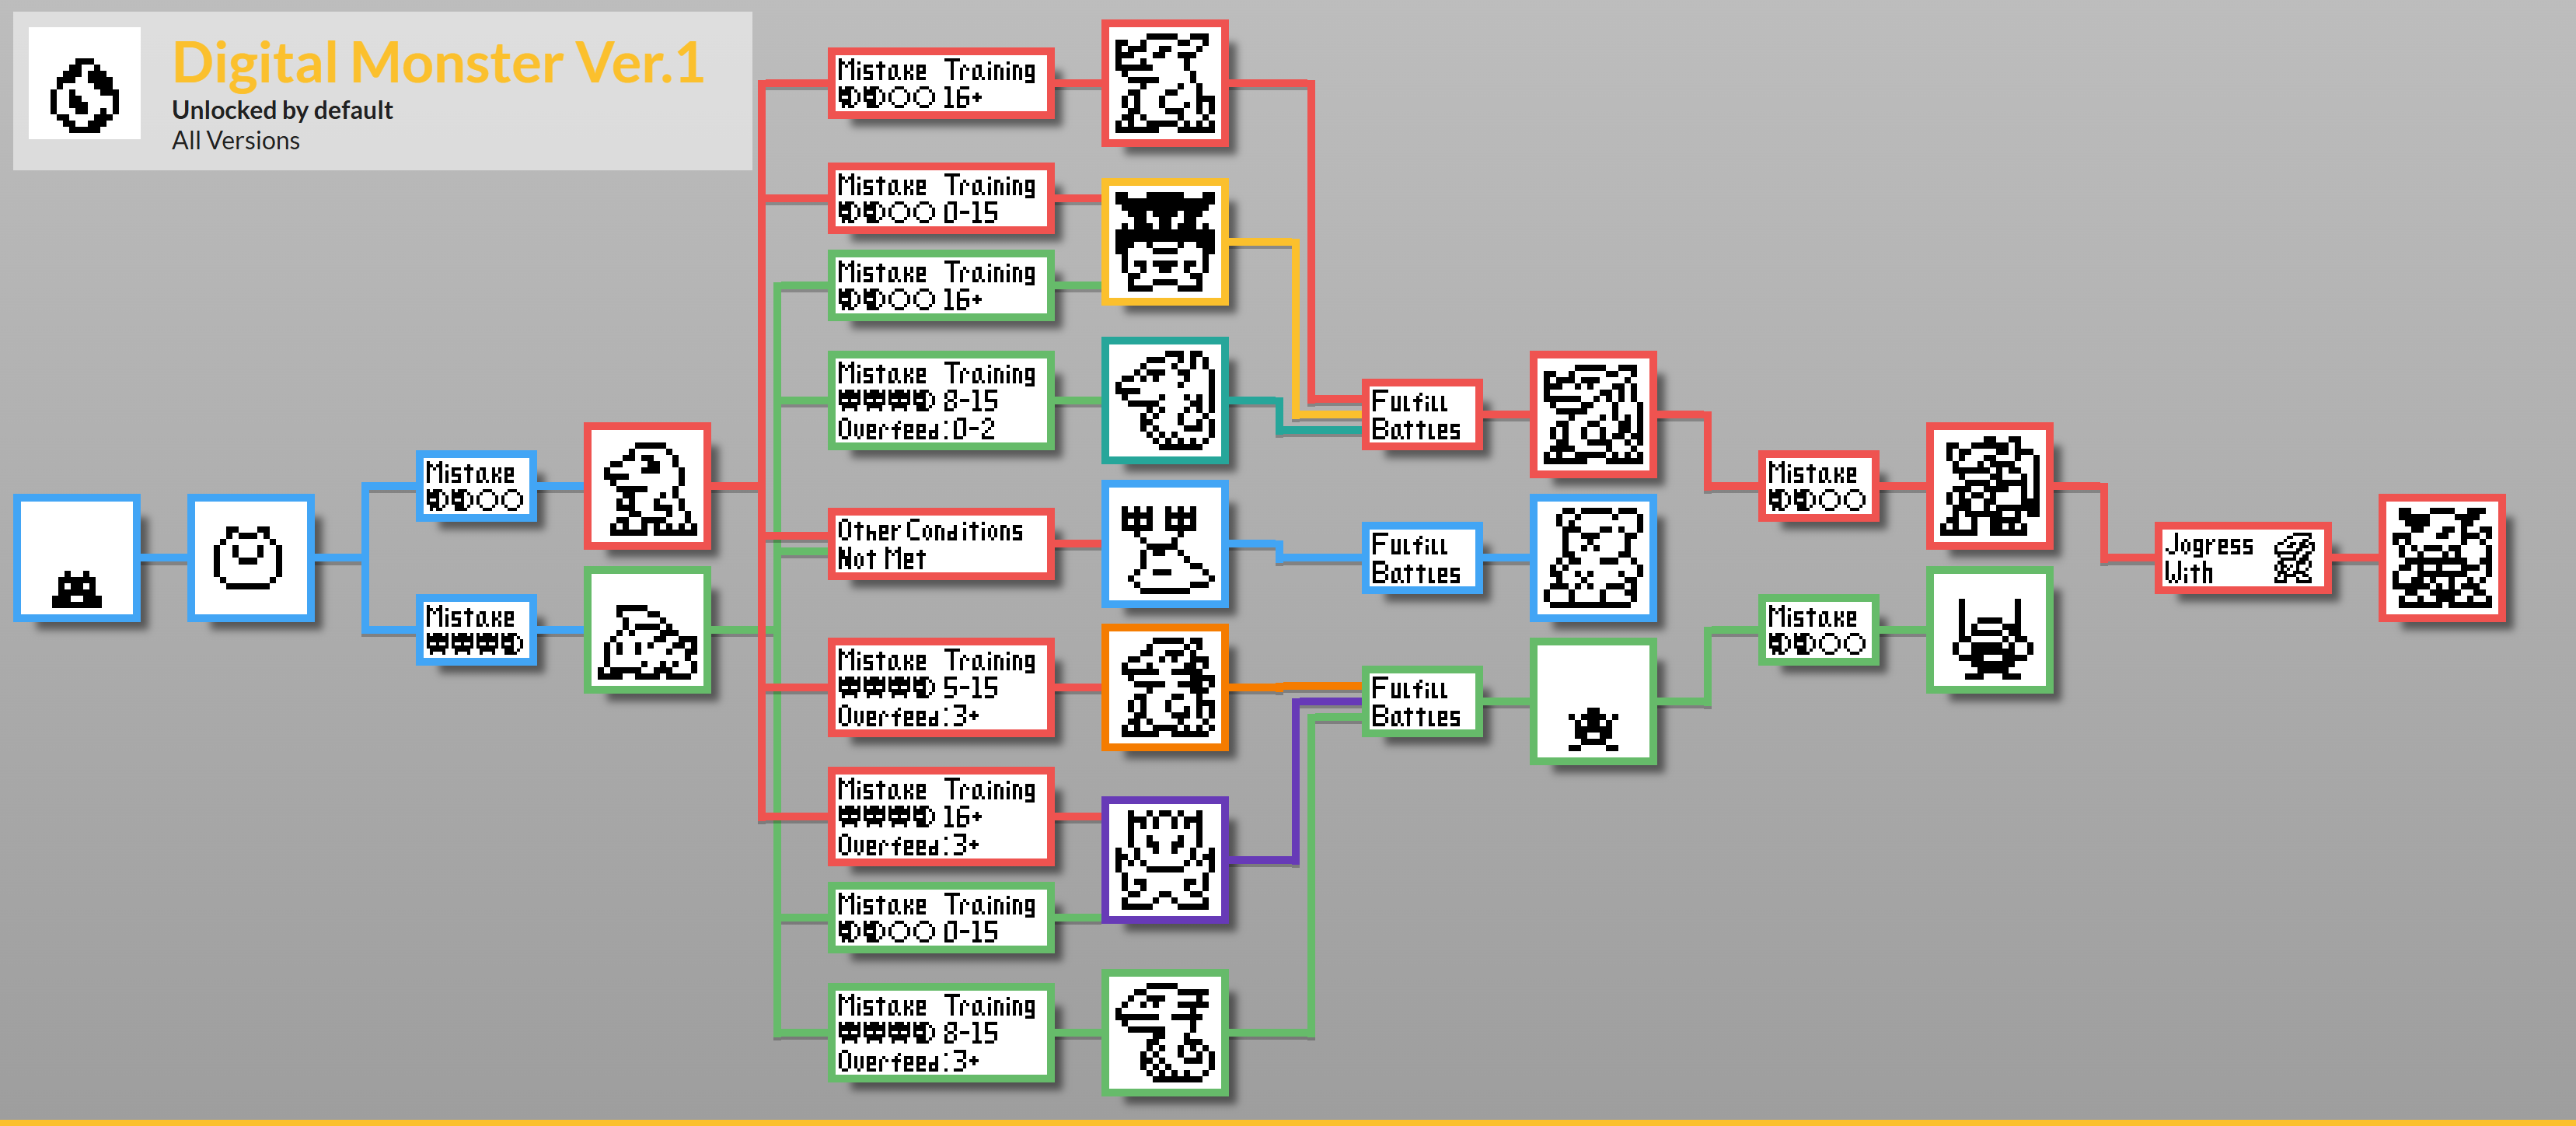 Digital Monster Ver.1
Unlocked by default
All Versions
Mistake Training
16+
Mistake Training
0-15
Mistake Training
16+
Mistake Training
8-15
Overfeed:0-2
Fulfill
Battles
Mistake
Mistake
Other Conditions
Not Met
Fulfill
Battles
Jogress
With
Mistake
Mistake
Mistake Training
5-15
Overfeed:3+
Fulfill
Battles
Mistake Training
16+
Overfeed:3+
Mistake Training
0-15
Mistake Training
8-15
Overfeed:3+